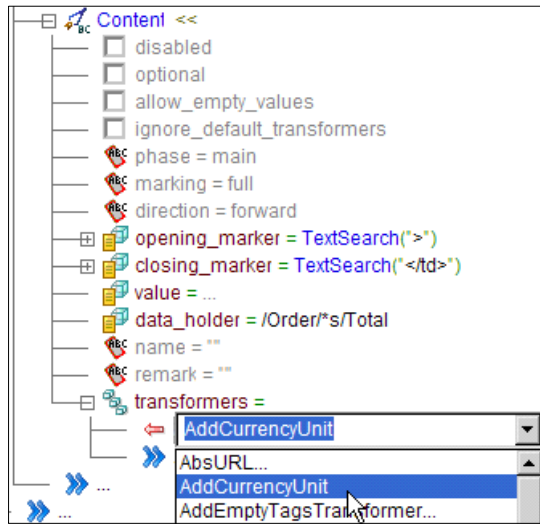 Content <<
disabled
optional
allow_empty_values
ignore_default_transformers
phase = main
marking = full
direction = forward
opening_marker = TextSearch(">")
closing_marker = TextSearch("</td>")
value = ...
data_holder = /Order/*s/Total
name = ""
remark = ""
transformers =
AddCurrencyUnit
AbsURL...
... AddCurrencyUnit
... AddEmptyTagsTransformer...